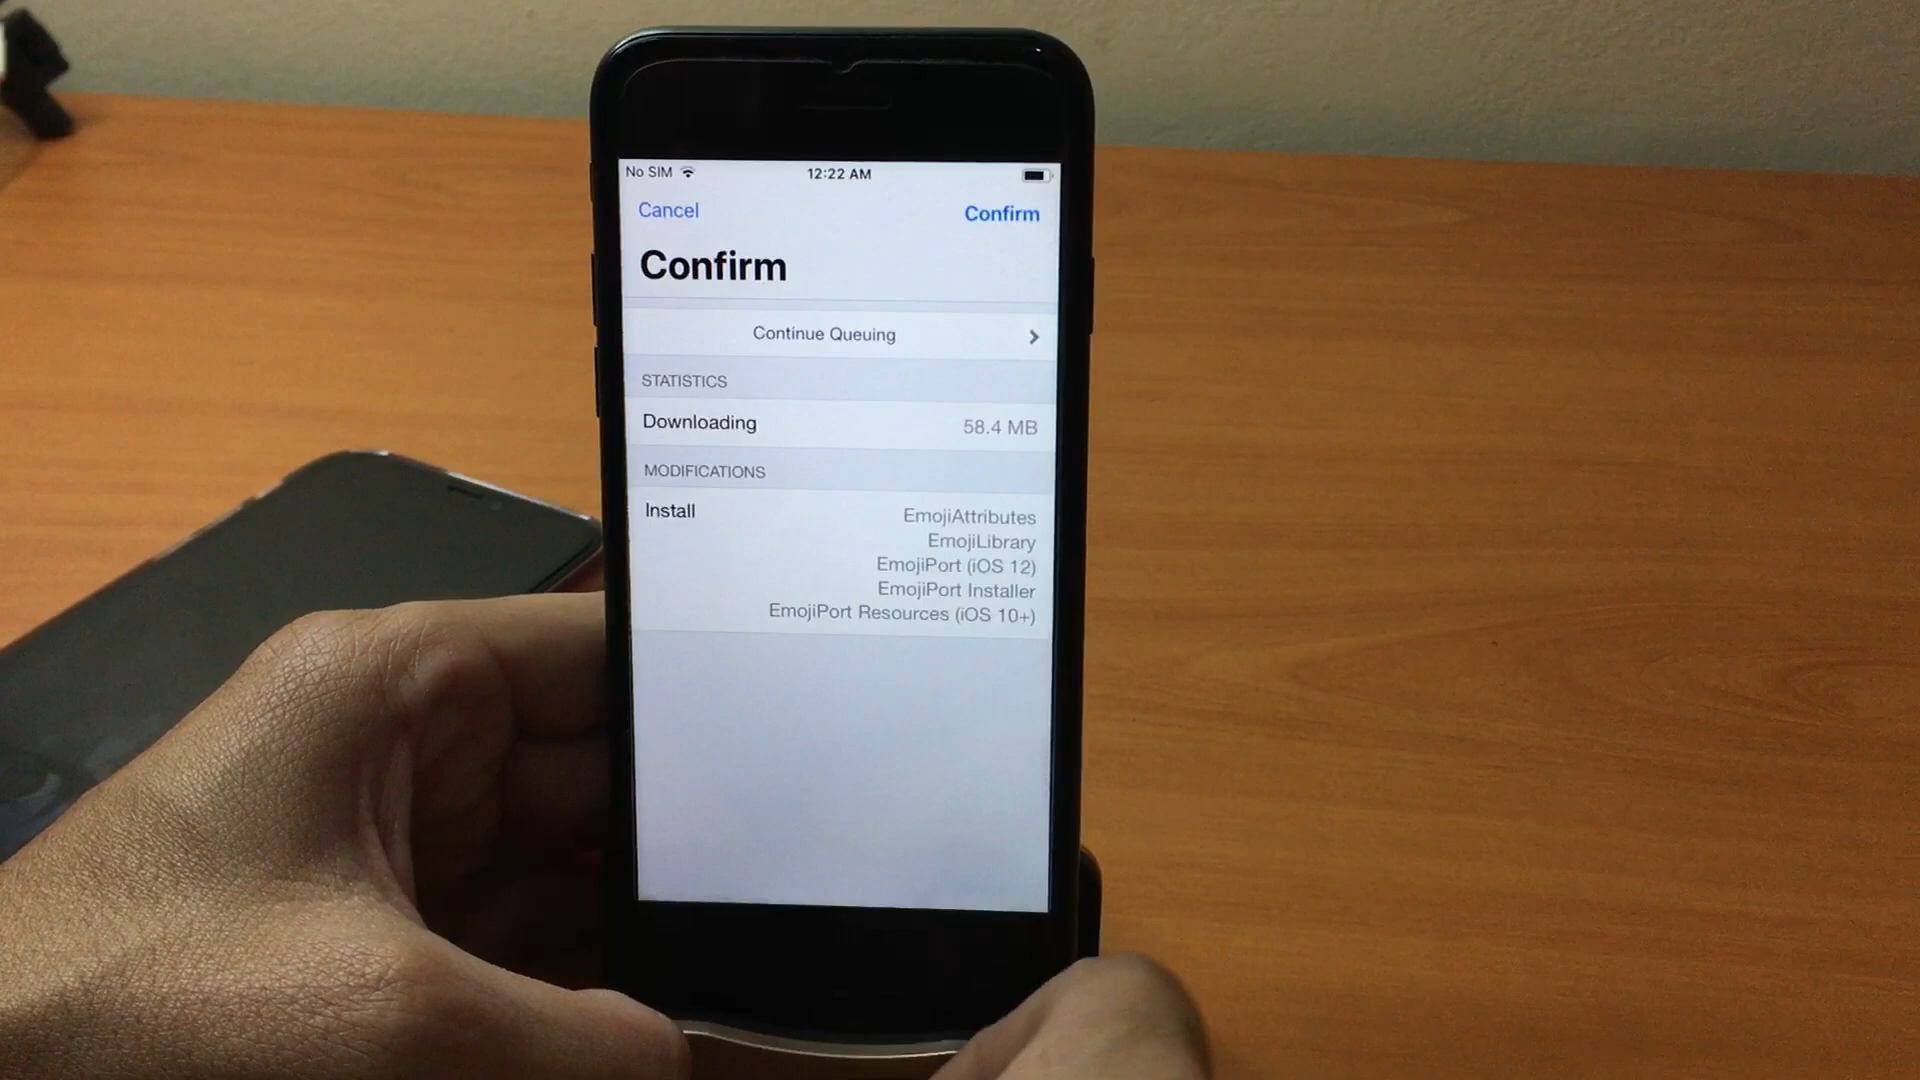 No SIM 12:22 AM
Cancel Confirm
Confirm
Continue Queuing
STATISTICS
Downloading 58.4 MB
MODIFICATIONS
Install EmojiAttributes
EmojiLibrary
EmojiPort (iOS 12)
EmojiPort Installer
EmojiPort Resources (iOS 10+)